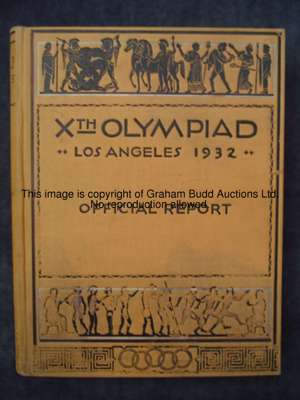 XTH OLYMPIAD
·· LOS ANGELES 1932 ··
This image is copyright of Graham Budd Auctions Ltd.
No reproduction allowed.
OFFICIAL REPORT